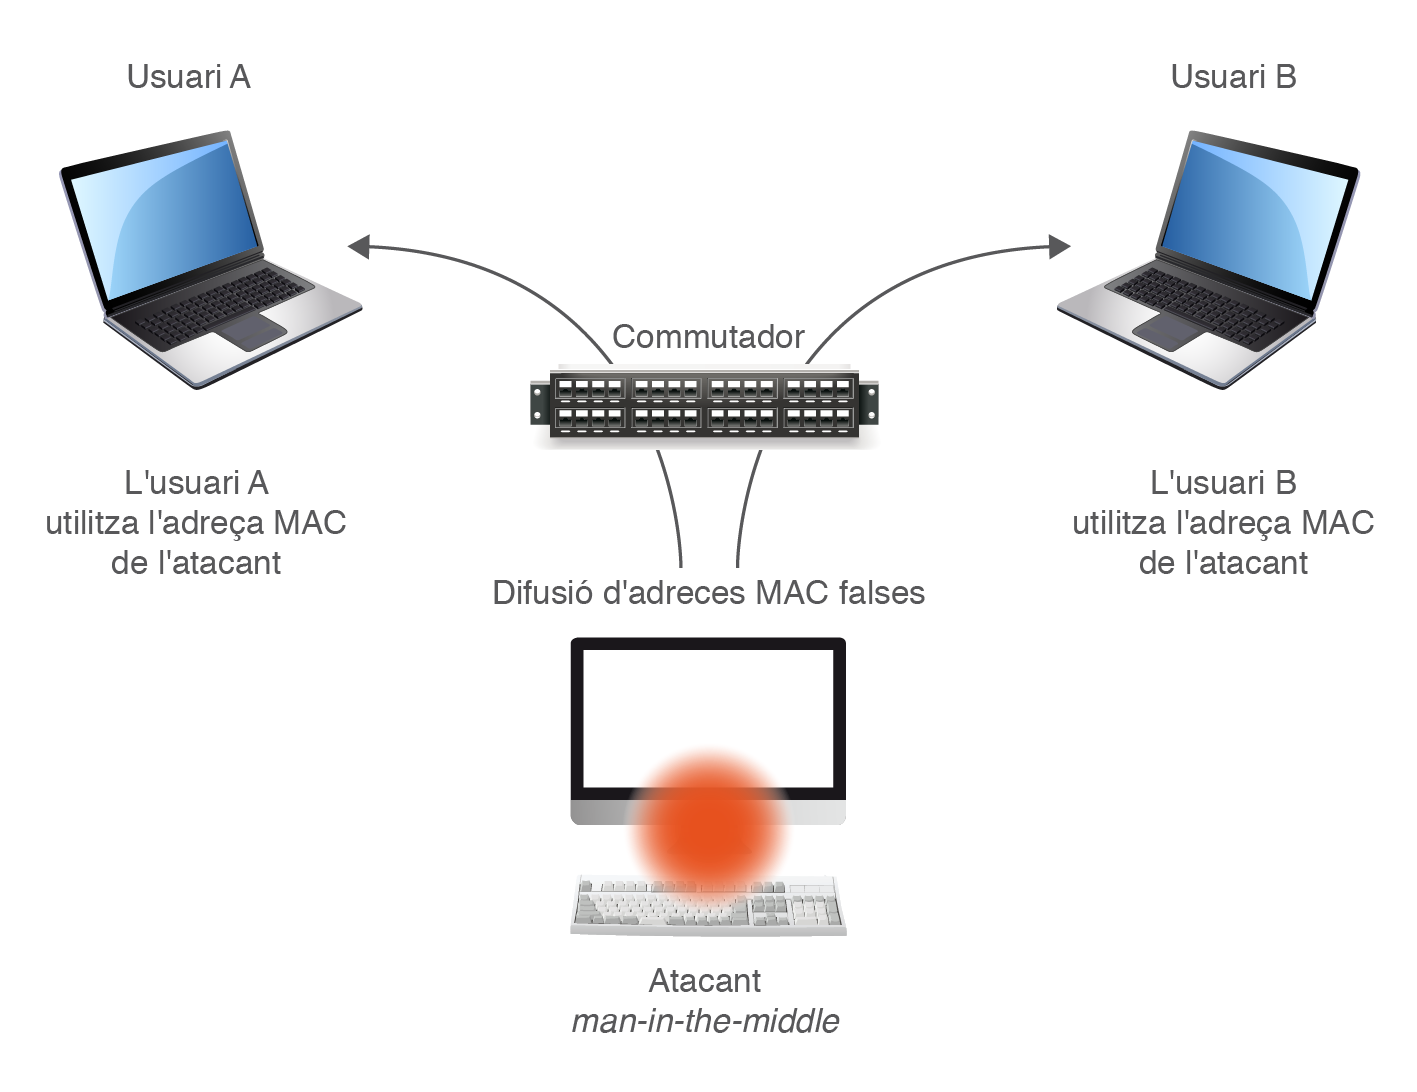 Usuari A
Usuari B
Commutador
L'usuari A
utilitza l'adreça MAC
de l'atacant
L'usuari B
utilitza l'adreça MAC
de l'atacant
Difusió d'adreces MAC falses
Atacant
man-in-the-middle